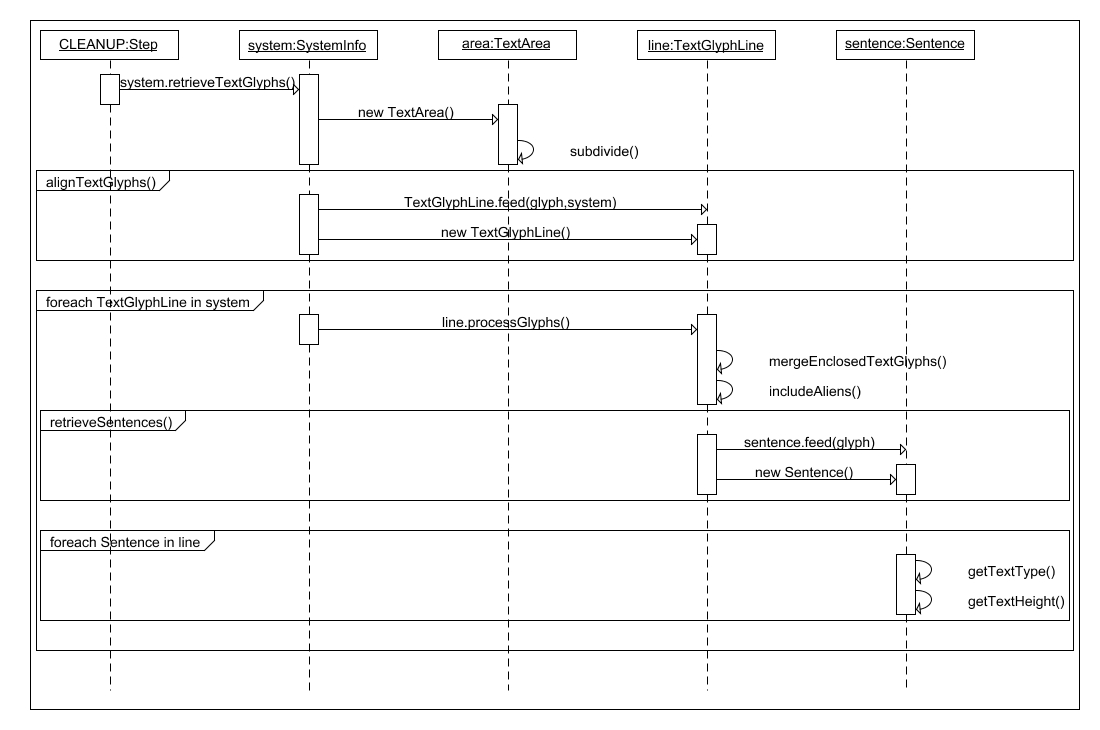 CLEANUP:Step
system:SystemInfo
area:TextArea
line:TextGlyphLine
sentence:Sentence
system.retrieveTextGlyphs()
new TextArea()
subdivide()
alignTextGlyphs()
TextGlyphLine.feed(glyph,system)
new TextGlyphLine()
foreach TextGlyphLine in system
line.processGlyphs()
mergeEnclosedTextGlyphs()
includeAliens()
retrieveSentences()
sentence.feed(glyph)
new Sentence()
foreach Sentence in line
getTextType()
getTextHeight()